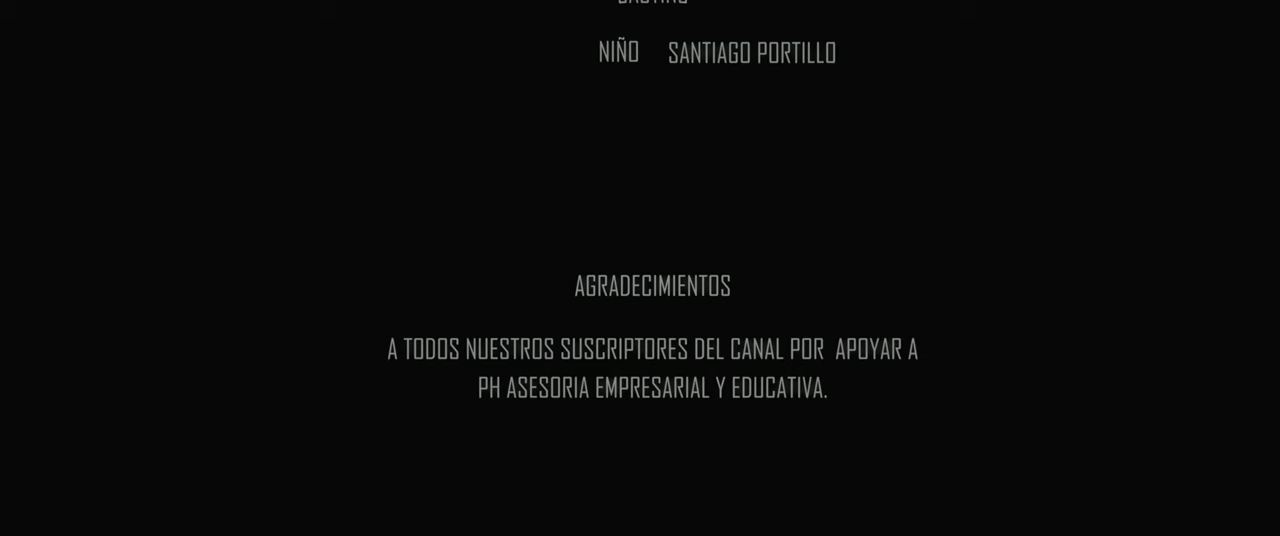 NIÑO SANTIAGO PORTILLO
AGRADECIMIENTOS
A TODOS NUESTROS SUSCRIPTORES DEL CANAL POR APOYAR A
PH ASESORIA EMPRESARIAL Y EDUCATIVA.